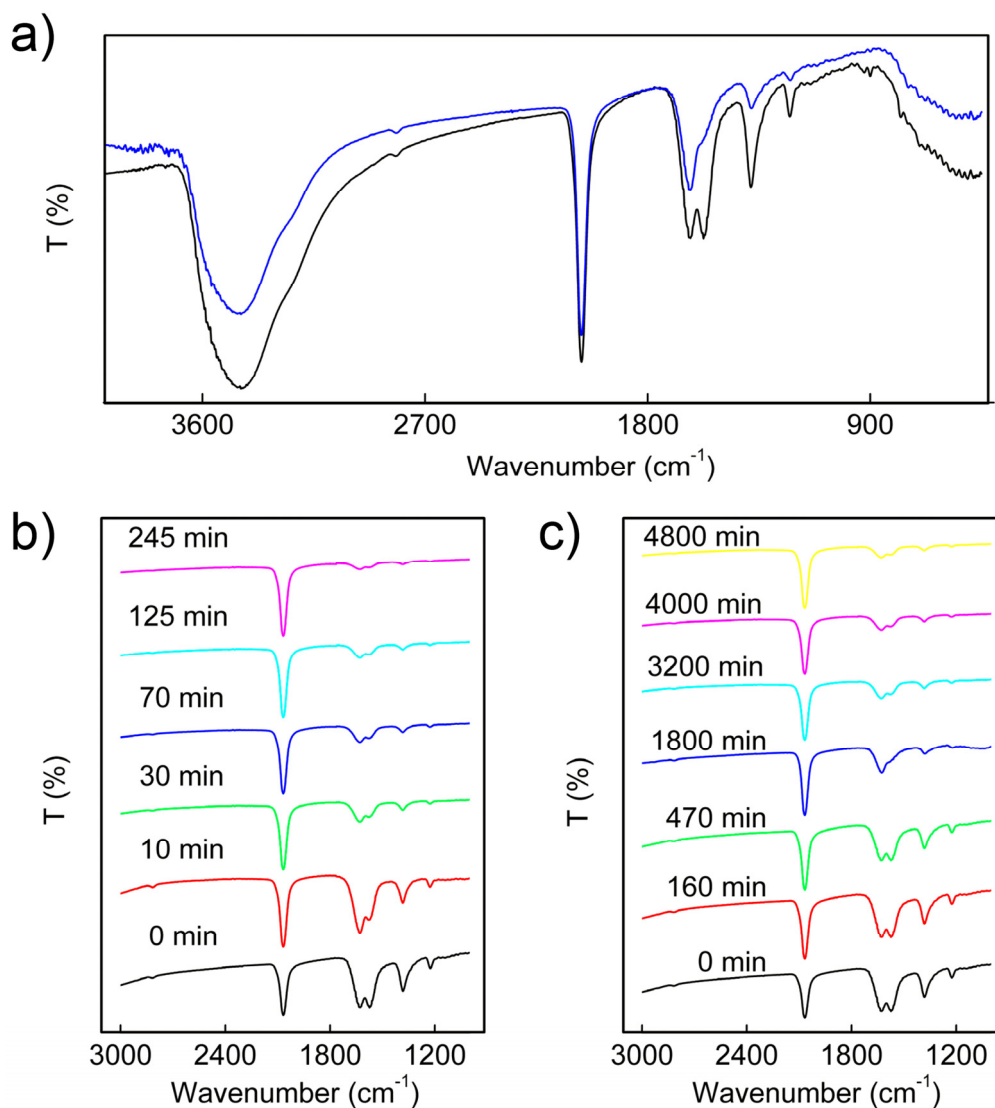 a)
T (%)
3600 2700 1800 900
Wavenumber (cm⁻¹)
b)
245 min
125 min
70 min
30 min
10 min
0 min
T (%)
3000 2400 1800 1200
Wavenumber (cm⁻¹)
c)
4800 min
4000 min
3200 min
1800 min
470 min
160 min
0 min
T (%)
3000 2400 1800 1200
Wavenumber (cm⁻¹)